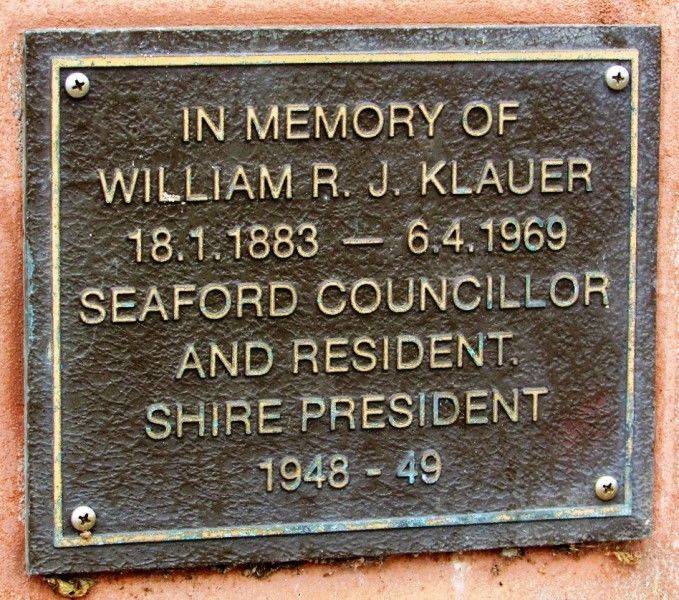 IN MEMORY OF
WILLIAM R. J. KLAUER
18.1.1883 — 6.4.1969
SEAFORD COUNCILLOR
AND RESIDENT.
SHIRE PRESIDENT
1948 - 49